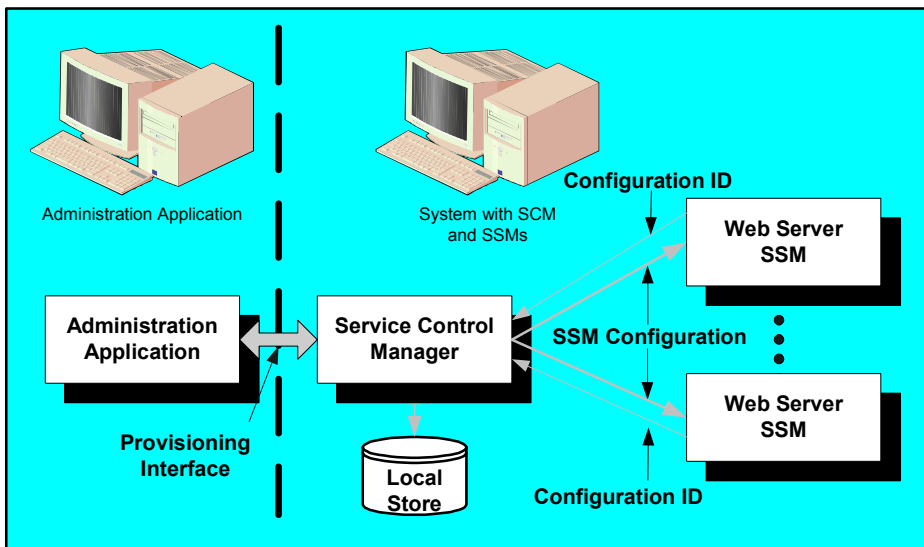 Administration Application
System with SCM
and SSMs
Configuration ID
Web Server
SSM
Administration
Application
Service Control
Manager
SSM Configuration
Web Server
SSM
Provisioning
Interface
Local
Store
Configuration ID